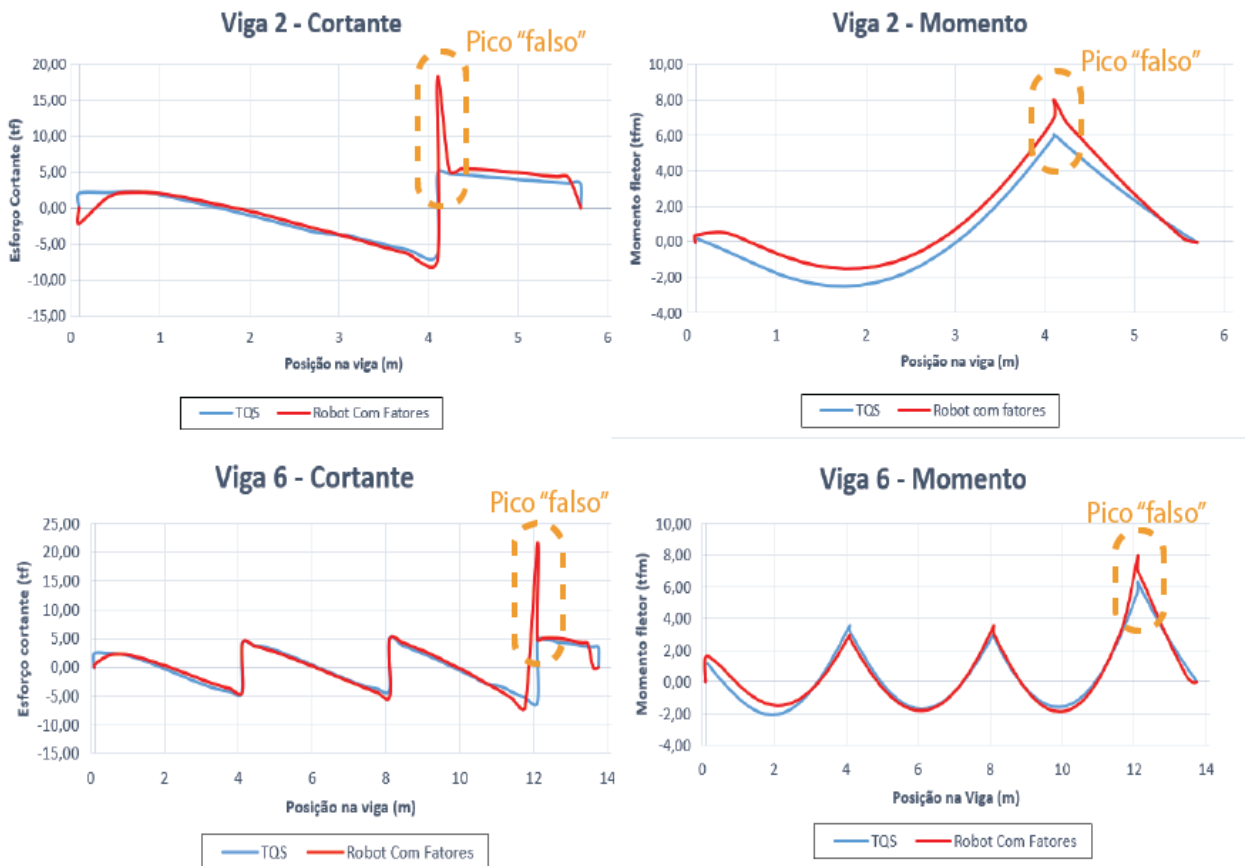 Viga 2 - Cortante
Pico “falso”
20,00
15,00
10,00
5,00
0,00
-5,00
-10,00
-15,00
Esforço Cortante (tf)
0 1 2 3 4 5 6
Posição na viga (m)
TQS Robot Com Fatores
Viga 2 - Momento
Pico “falso”
10,00
8,00
6,00
4,00
2,00
0,00
-2,00
-4,00
Momento fletor (tfm)
0 1 2 3 4 5 6
Posição na viga (m)
TQS Robot com fatores
Viga 6 - Cortante
Pico “falso”
25,00
20,00
15,00
10,00
5,00
0,00
-5,00
-10,00
-15,00
Esforço cortante (tf)
0 2 4 6 8 10 12 14
Posição na viga (m)
TQS Robot Com Fatores
Viga 6 - Momento
Pico “falso”
10,00
8,00
6,00
4,00
2,00
0,00
-2,00
-4,00
Momento fletor (tfm)
0 2 4 6 8 10 12 14
Posição na Viga (m)
TQS Robot Com Fatores